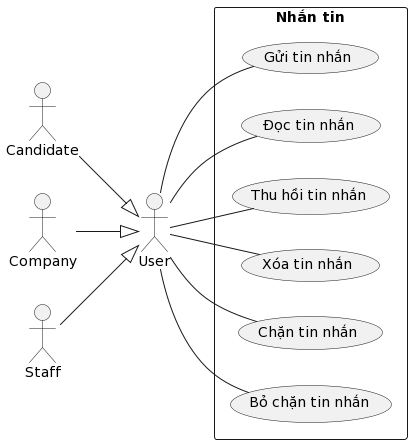 Nhắn tin
Gửi tin nhắn
Đọc tin nhắn
Candidate
Thu hồi tin nhắn
Company
User
Xóa tin nhắn
Chặn tin nhắn
Staff
Bỏ chặn tin nhắn